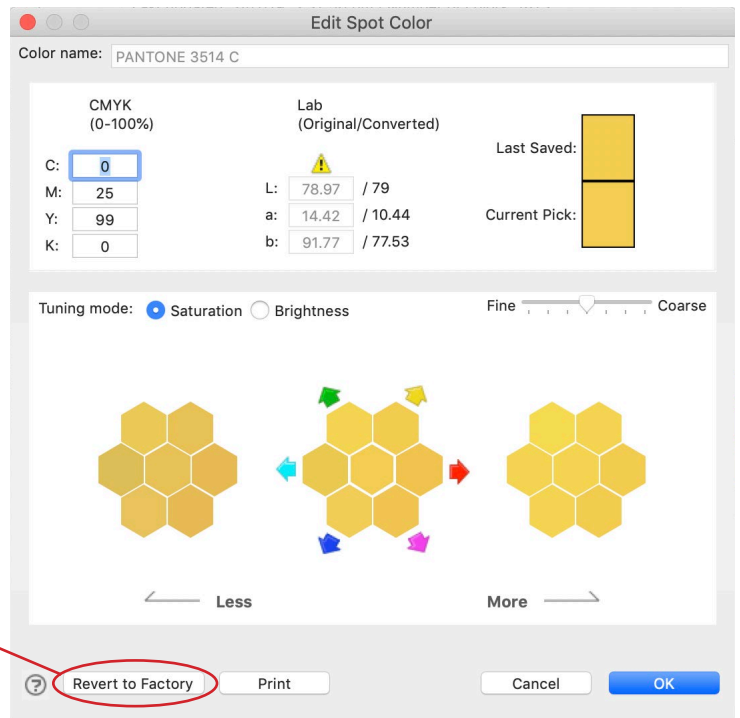 Edit Spot Color
Color name: PANTONE 3514 C
CMYK
(0-100%)
Lab
(Original/Converted)
C: 0
M: 25
Y: 99
K: 0
L: 78.97 / 79
a: 14.42 / 10.44
b: 91.77 / 77.53
Last Saved:
Current Pick:
Tuning mode: Saturation Brightness
Fine Coarse
Less
More
? Revert to Factory Print Cancel OK